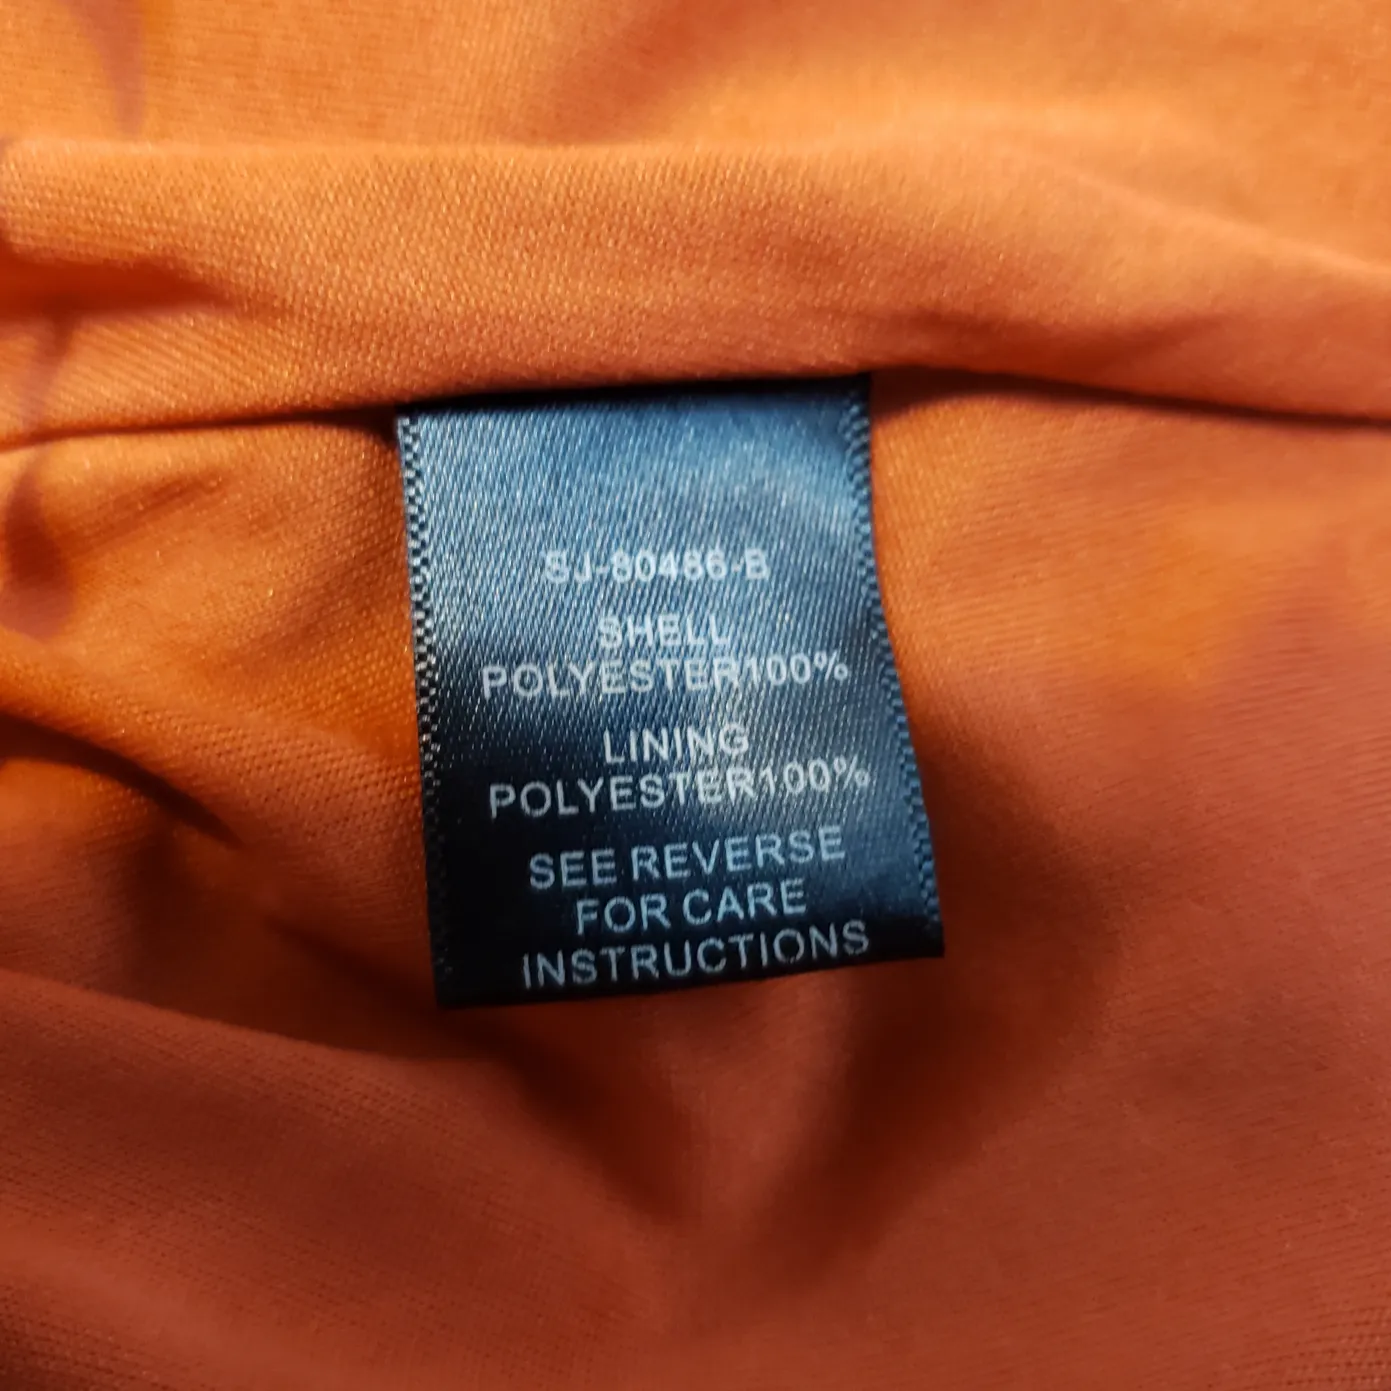 SJ-80486-B
SHELL
POLYESTER100%
LINING
POLYESTER100%
SEE REVERSE
FOR CARE
INSTRUCTIONS